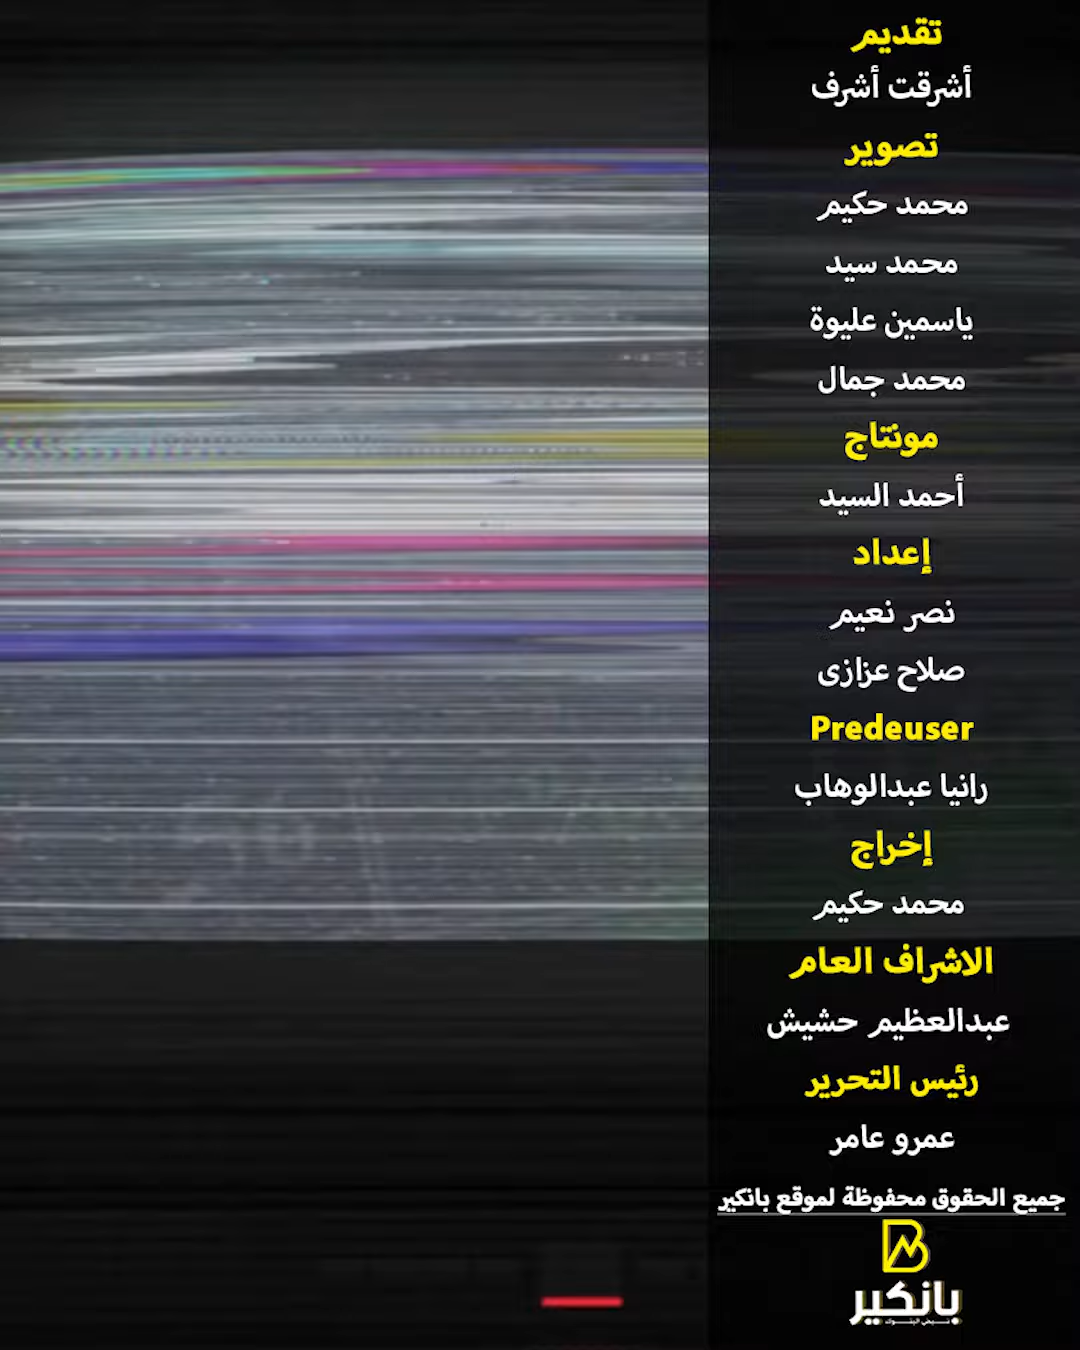 تقديم
أشرقت أشرف
تصوير
محمد حكيم
محمد سيد
ياسمين عليوة
محمد جمال
مونتاج
أحمد السيد
إعداد
نصر نعيم
صلاح عزازى
Predeuser
رانيا عبدالوهاب
إخراج
محمد حكيم
الاشراف العام
عبدالعظيم حشيش
رئيس التحرير
عمرو عامر
جميع الحقوق محفوظة لموقع بانكير
بانكير
نبض البنوك